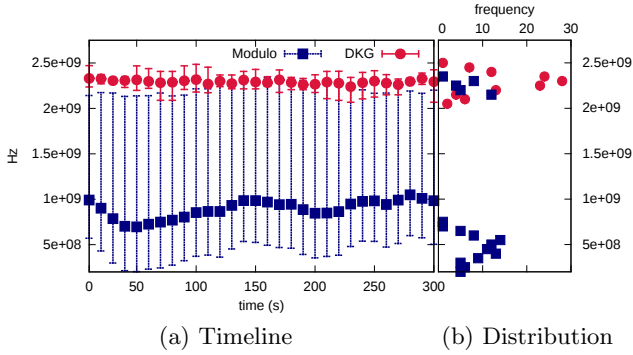 frequency
0 10 20 30
Modulo DKG
2.5e+09 2.5e+09
2e+09 2e+09
1.5e+09 1.5e+09
Hz
1e+09 1e+09
5e+08 5e+08
0 50 100 150 200 250 300
time (s)
(a) Timeline (b) Distribution